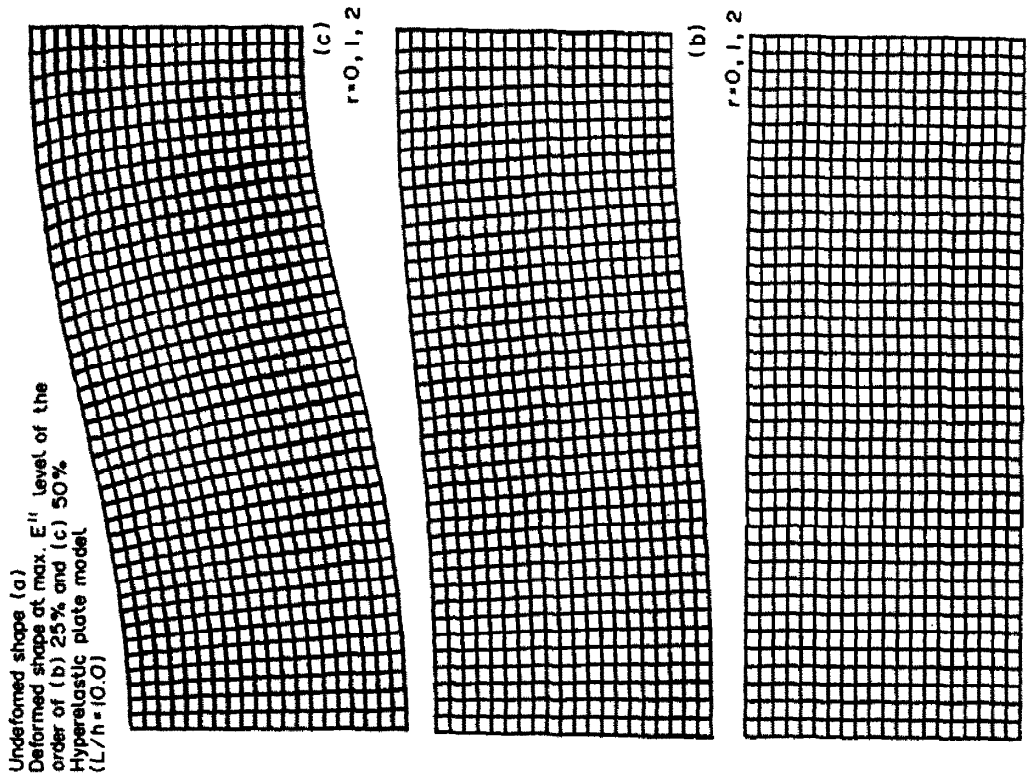 Undefomed shape (a)
Deformed shape at max. E¹¹ level of the
order of (b) 25% and (c) 50%
Hyperelastic plate model
(L/h=10.0)
(c)
r=0, 1, 2
(b)
r=0, 1, 2